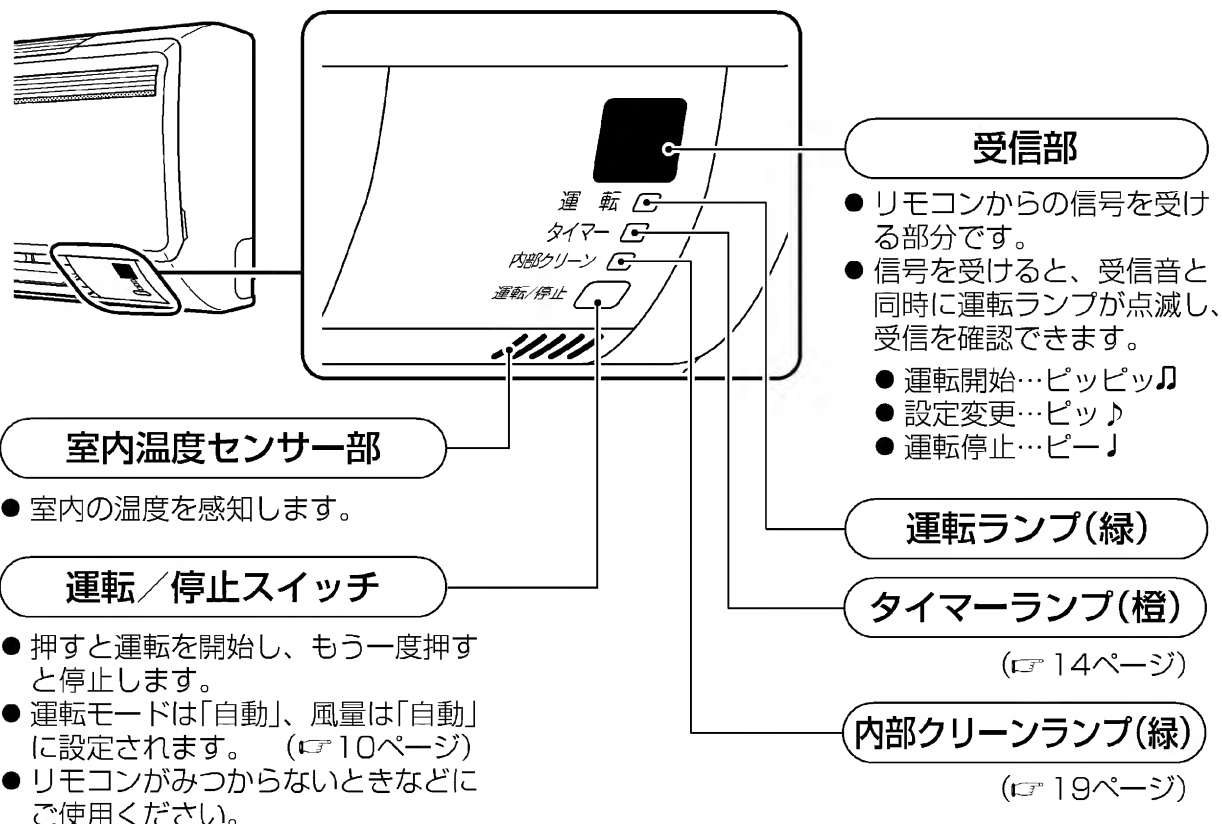 運 転
タイマー
内部クリーン
運転/停止
受信部
● リモコンからの信号を受け
る部分です。
● 信号を受けると、受信音と
同時に運転ランプが点滅し、
受信を確認できます。
● 運転開始…ピッピッ♫
● 設定変更…ピッ♪
● 運転停止…ピー♩
室内温度センサー部
● 室内の温度を感知します。
運転／停止スイッチ
● 押すと運転を開始し、もう一度押す
と停止します。
● 運転モードは「自動」、風量は「自動」
に設定されます。 (☞10ページ)
● リモコンがみつからないときなどに
ご使用ください。
運転ランプ(緑)
タイマーランプ(橙)
(☞14ページ)
内部クリーンランプ(緑)
(☞19ページ)